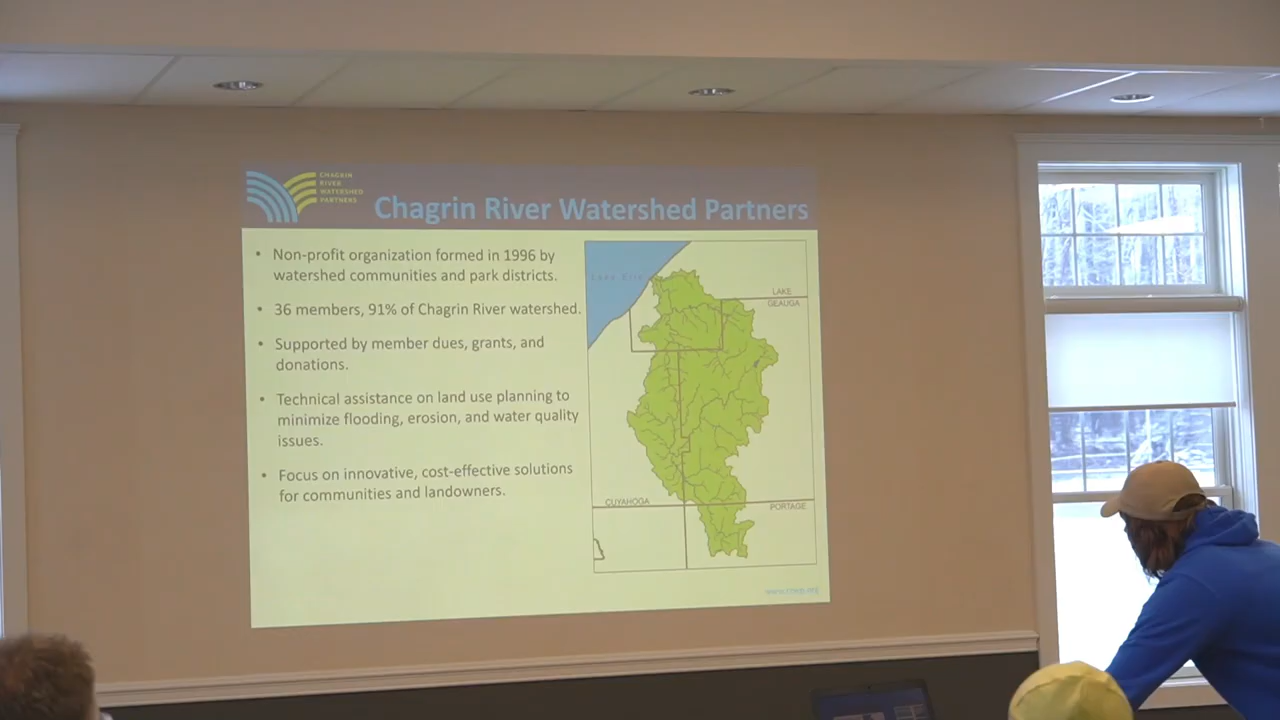 CHAGRIN
RIVER
WATERSHED
PARTNERS
Chagrin River Watershed Partners
• Non-profit organization formed in 1996 by
watershed communities and park districts.
• 36 members, 91% of Chagrin River watershed.
• Supported by member dues, grants, and
donations.
• Technical assistance on land use planning to
minimize flooding, erosion, and water quality
issues.
• Focus on innovative, cost-effective solutions
for communities and landowners.
Lake Erie
LAKE
GEAUGA
CUYAHOGA
PORTAGE